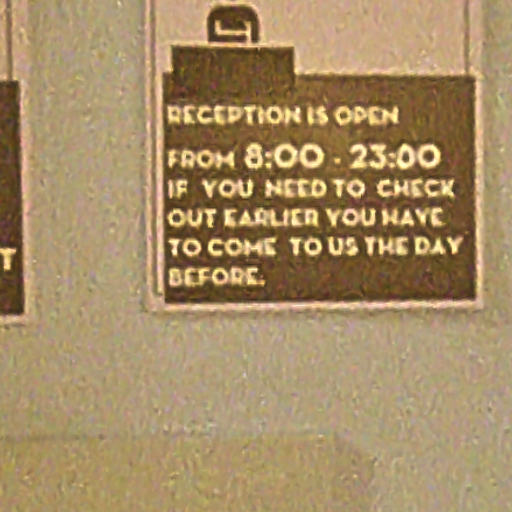 RECEPTION IS OPEN
FROM 8:00 - 23:00
IF YOU NEED TO CHECK
OUT EARLIER YOU HAVE
TO COME TO US THE DAY
BEFORE.
T